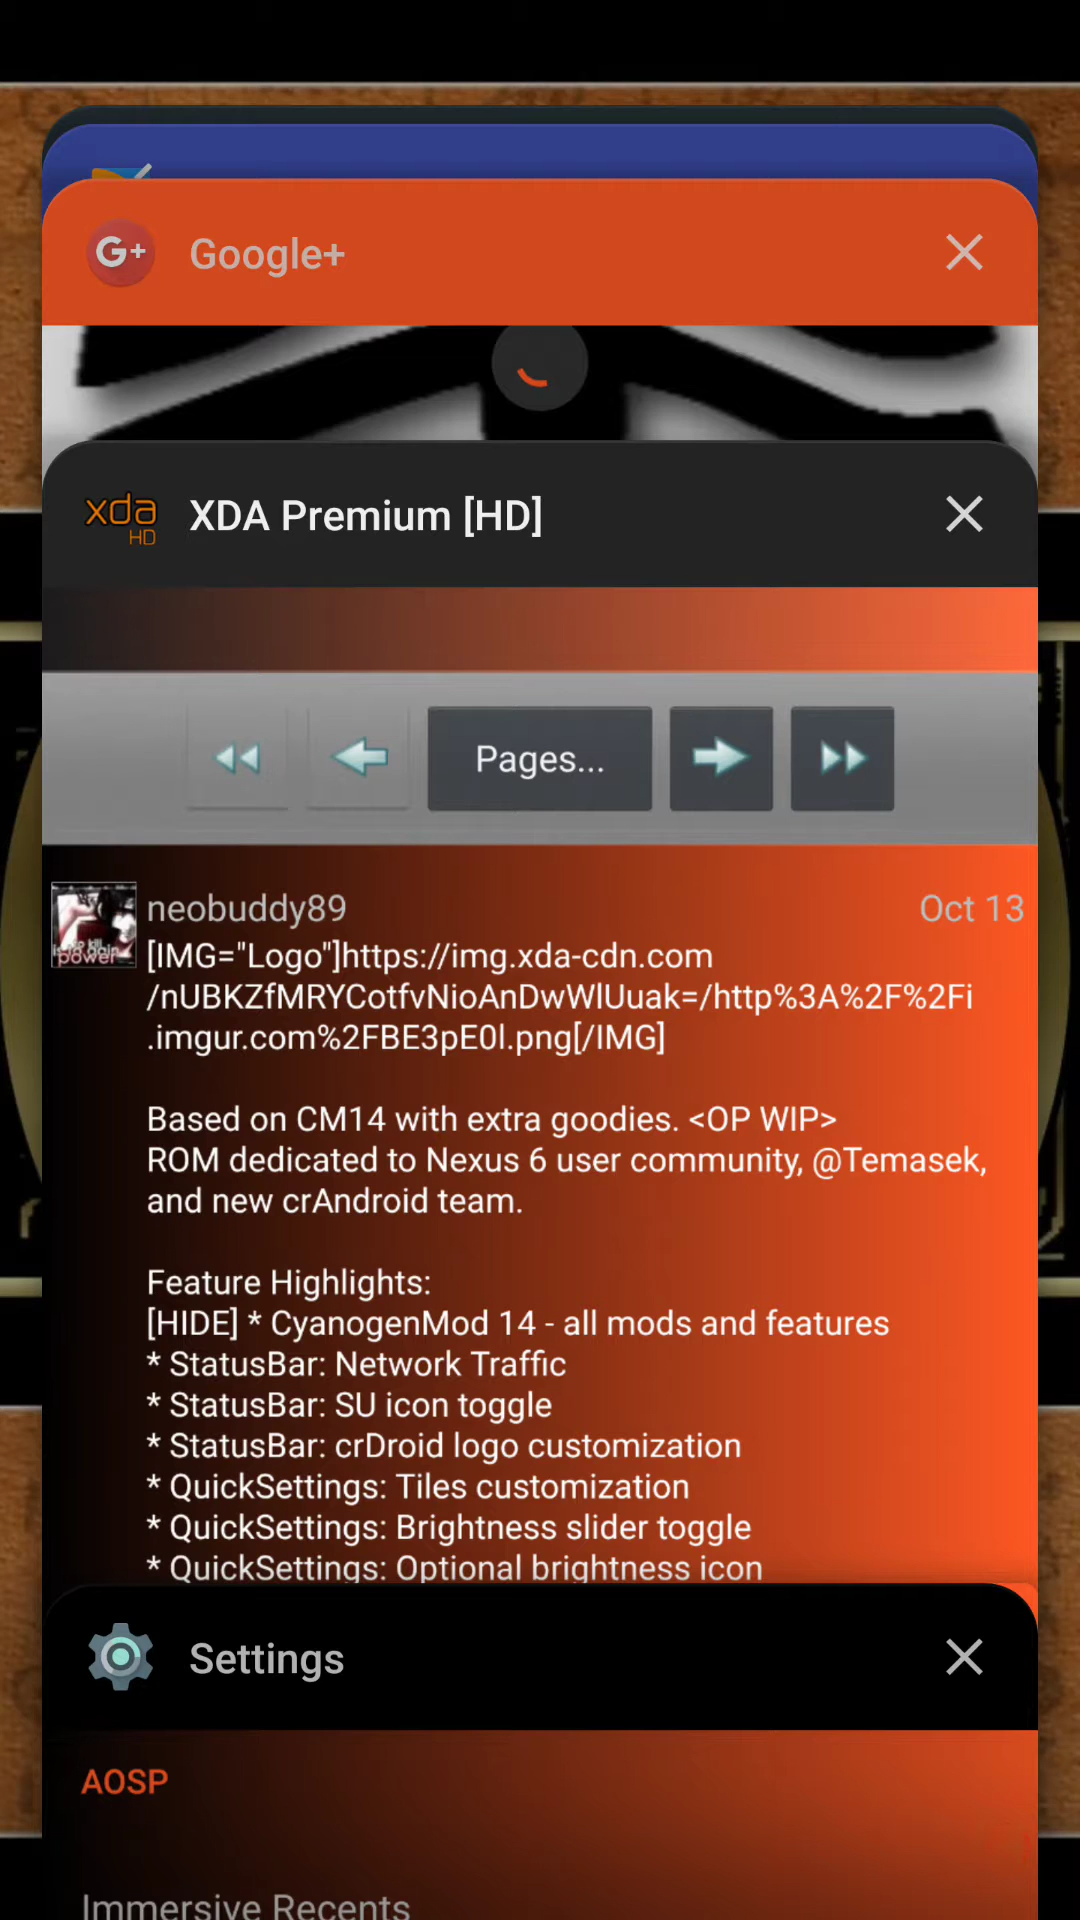 G+ Google+
xda HD XDA Premium [HD]
Pages...
neobuddy89 Oct 13
[IMG="Logo"]https://img.xda-cdn.com
/nUBKZfMRYCotfvNioAnDwWlUuak=/http%3A%2F%2Fi
.imgur.com%2FBE3pE0l.png[/IMG]
Based on CM14 with extra goodies. <OP WIP>
ROM dedicated to Nexus 6 user community, @Temasek,
and new crAndroid team.
Feature Highlights:
[HIDE] * CyanogenMod 14 - all mods and features
* StatusBar: Network Traffic
* StatusBar: SU icon toggle
* StatusBar: crDroid logo customization
* QuickSettings: Tiles customization
* QuickSettings: Brightness slider toggle
* QuickSettings: Optional brightness icon
Settings
AOSP
Immersive Recents